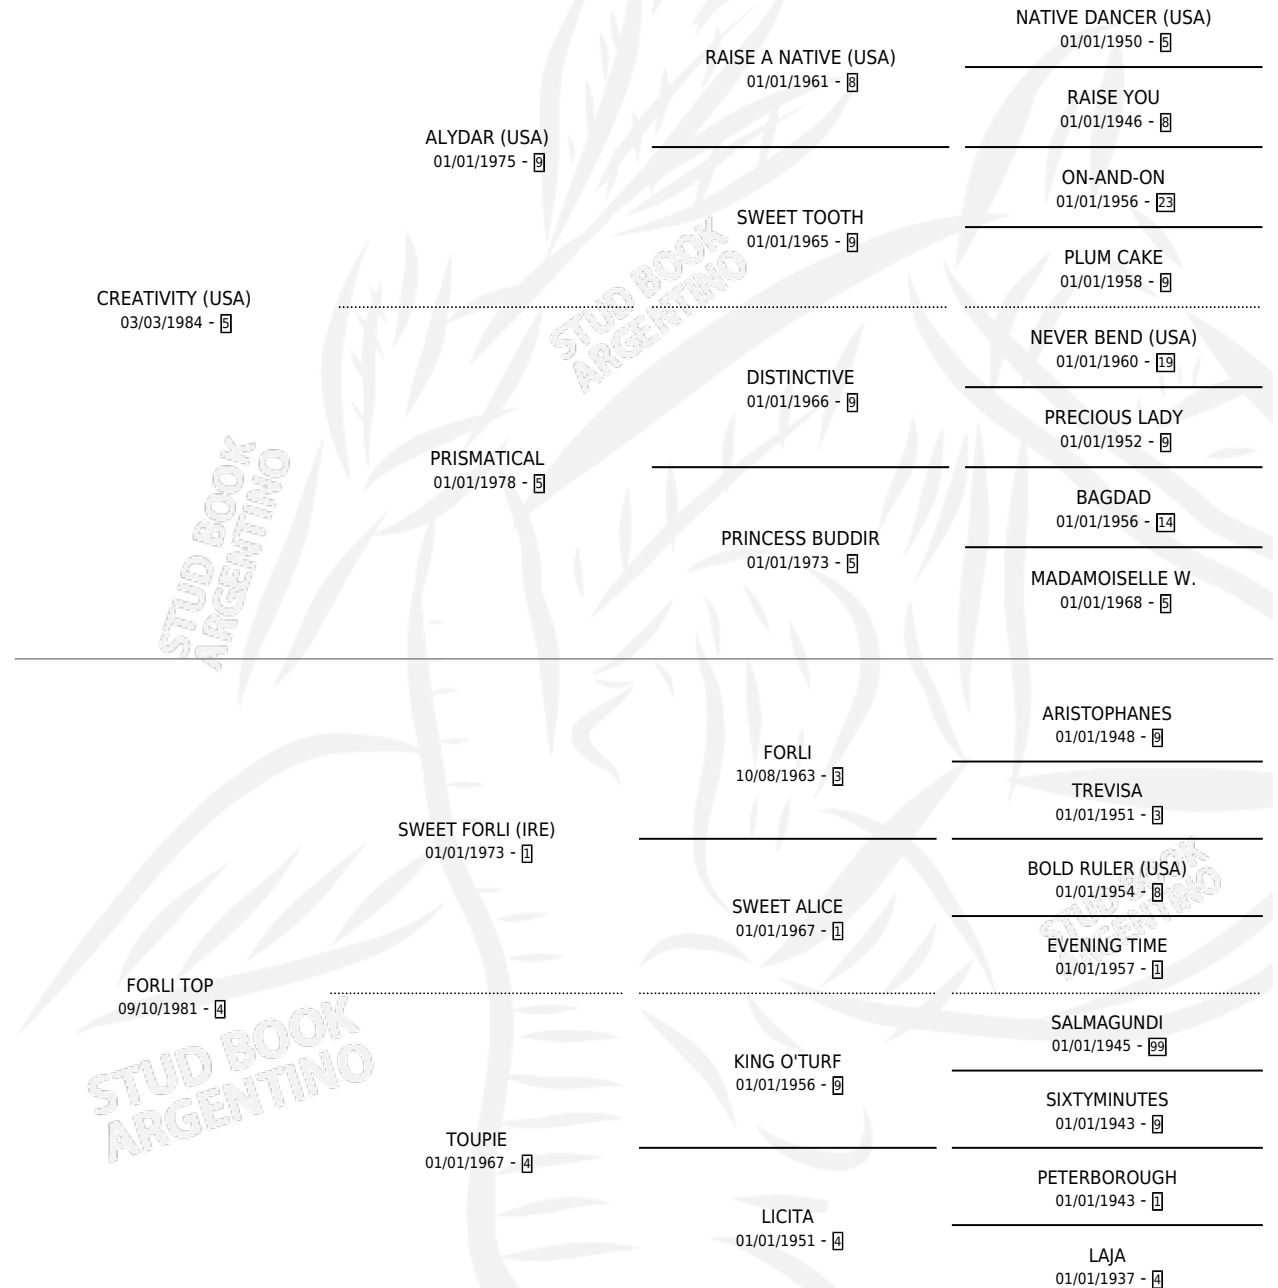 NATIVE DANCER (USA)
01/01/1950 - 5
RAISE A NATIVE (USA)
01/01/1961 - 8
RAISE YOU
01/01/1946 - 8
ALYDAR (USA)
01/01/1975 - 9
ON-AND-ON
01/01/1956 - 23
SWEET TOOTH
01/01/1965 - 9
PLUM CAKE
01/01/1958 - 9
CREATIVITY (USA)
03/03/1984 - 5
NEVER BEND (USA)
01/01/1960 - 19
DISTINCTIVE
01/01/1966 - 9
PRECIOUS LADY
01/01/1952 - 9
PRISMATICAL
01/01/1978 - 5
BAGDAD
01/01/1956 - 14
PRINCESS BUDDIR
01/01/1973 - 5
MADAMOISELLE W.
01/01/1968 - 5
ARISTOPHANES
01/01/1948 - 9
FORLI
10/08/1963 - 3
TREVISA
01/01/1951 - 3
SWEET FORLI (IRE)
01/01/1973 - 1
BOLD RULER (USA)
01/01/1954 - 8
SWEET ALICE
01/01/1967 - 1
EVENING TIME
01/01/1957 - 1
FORLI TOP
09/10/1981 - 4
SALMAGUNDI
01/01/1945 - 99
KING O'TURF
01/01/1956 - 9
SIXTYMINUTES
01/01/1943 - 9
TOUPIE
01/01/1967 - 4
PETERBOROUGH
01/01/1943 - 1
LICITA
01/01/1951 - 4
LAJA
01/01/1937 - 4
STUD BOOK
ARGENTINO
STUD BOOK
ARGENTINO
STUD BOOK
ARGENTINO
STUD BOOK
ARGENTINO